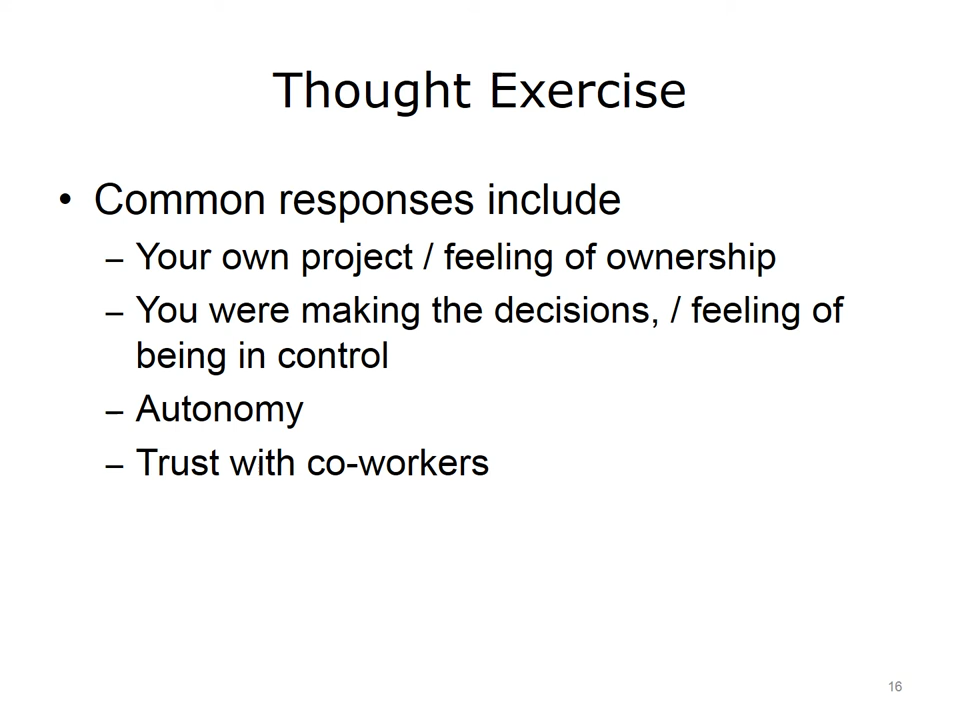 Thought Exercise
• Common responses include
– Your own project / feeling of ownership
– You were making the decisions, / feeling of
being in control
– Autonomy
– Trust with co-workers
16